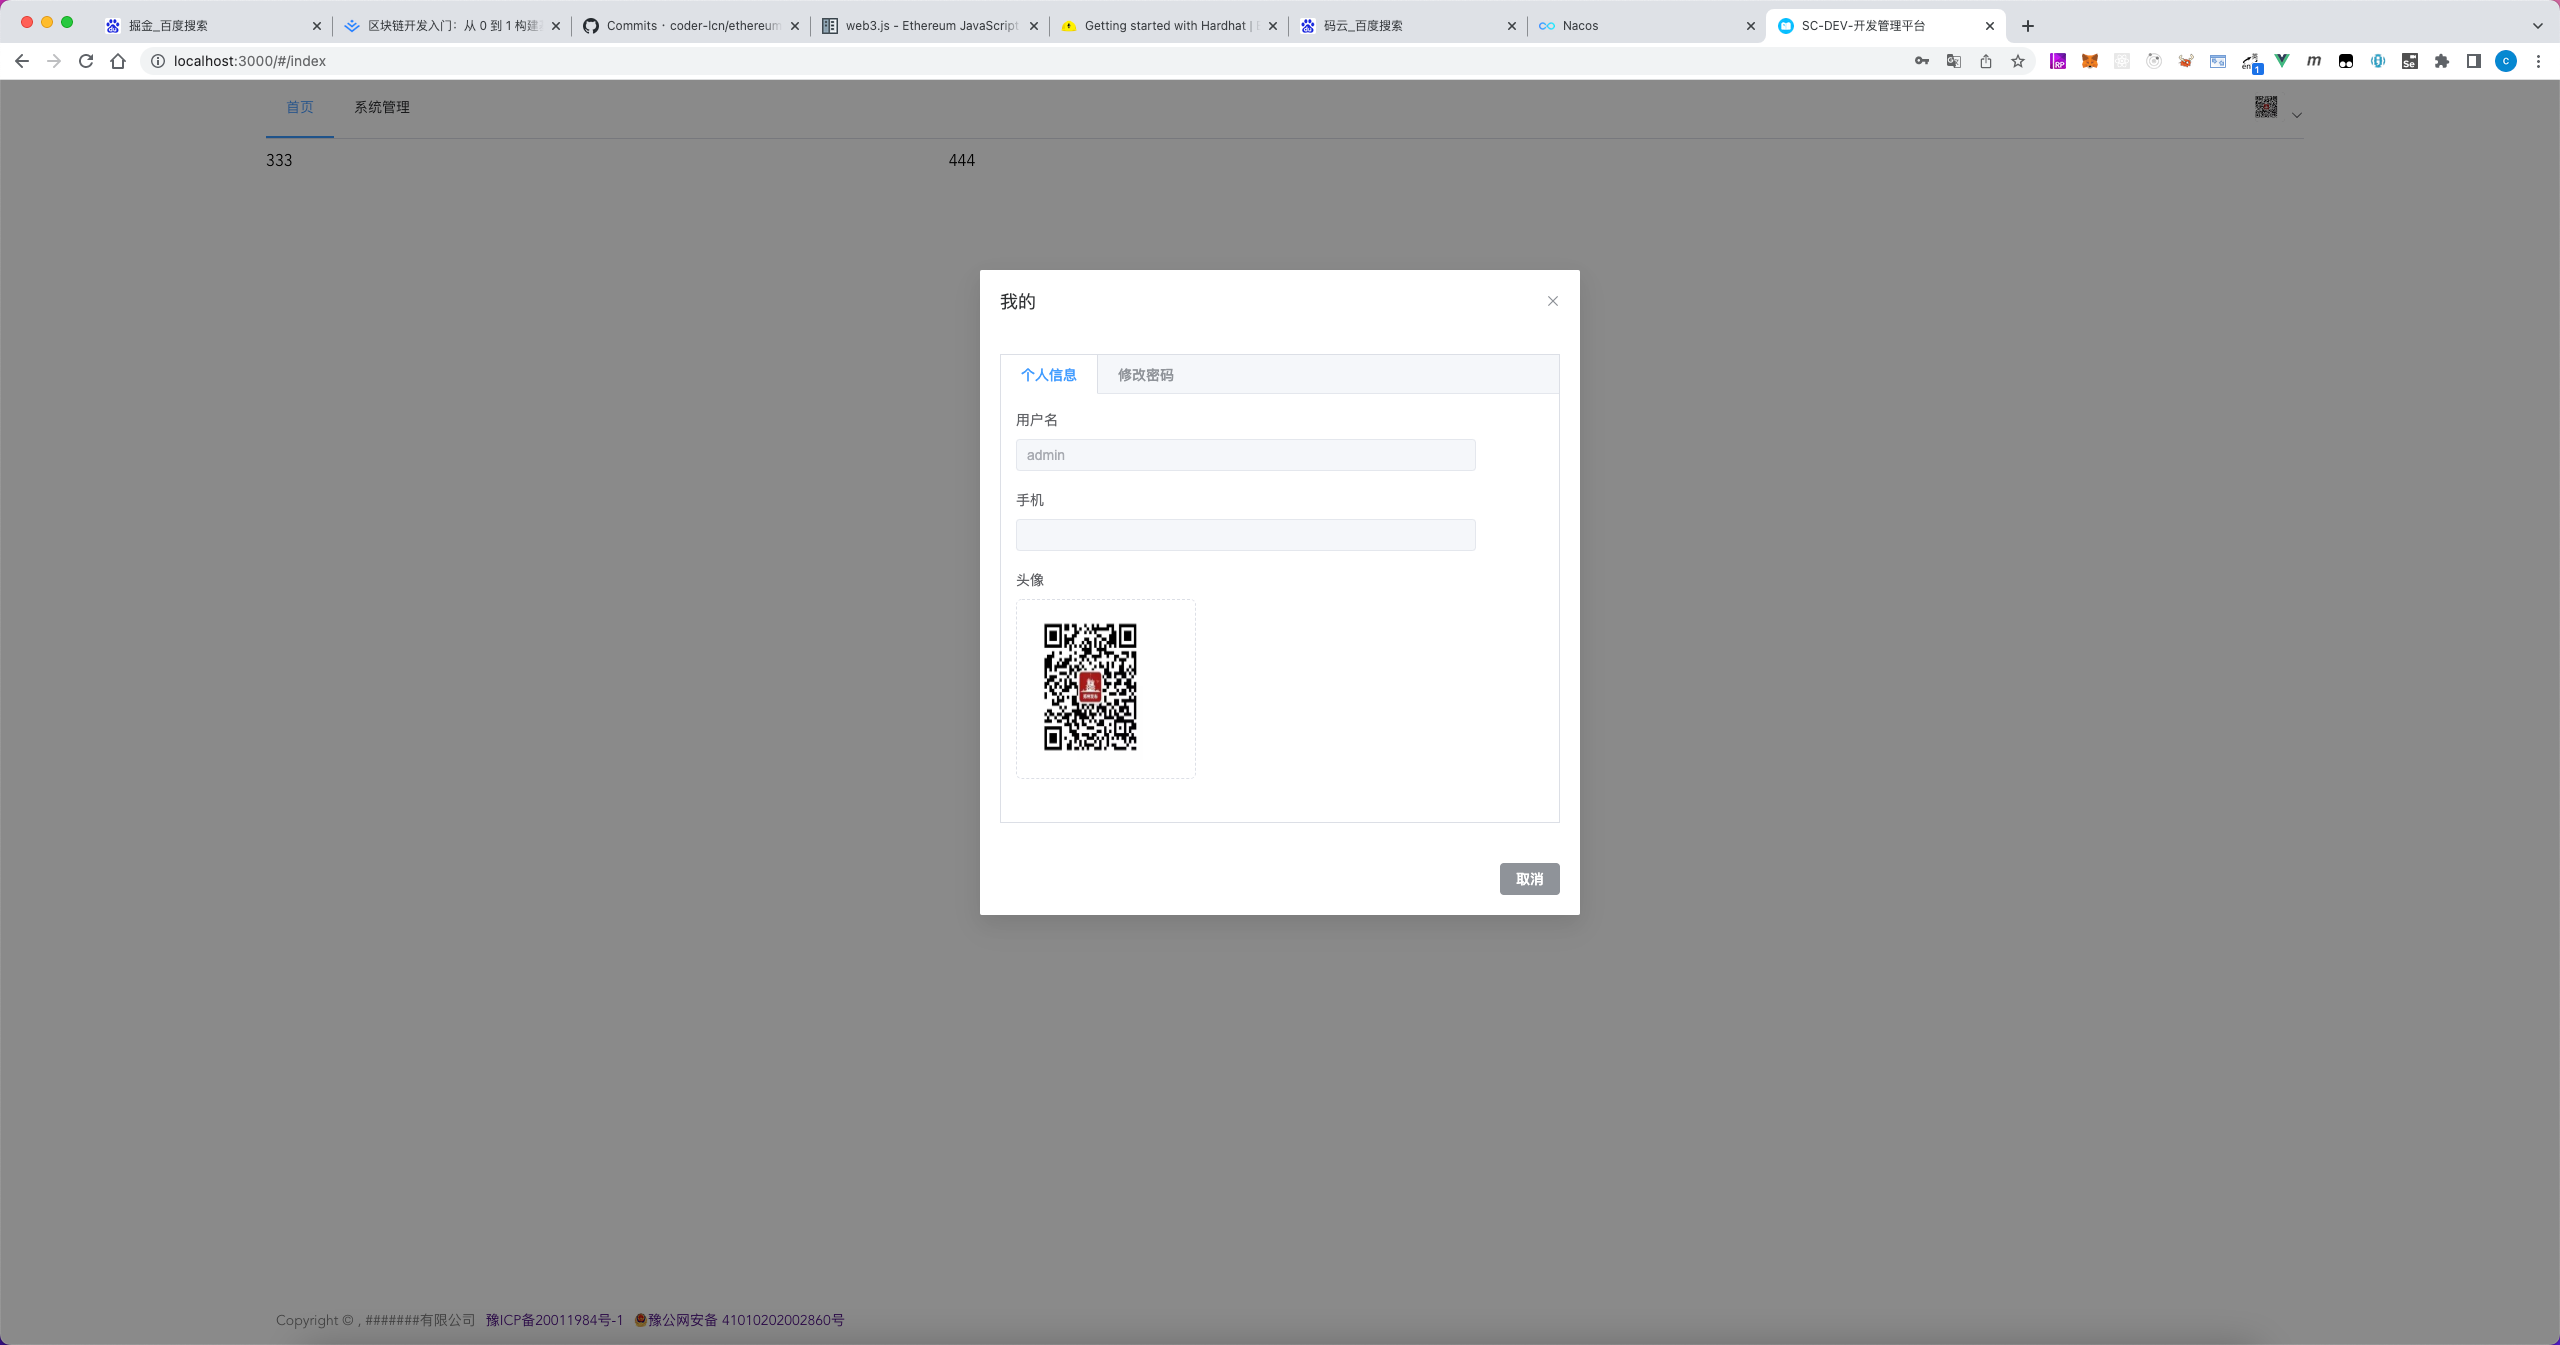 掘金_百度搜索
区块链开发入门：从 0 到 1 构建
Commits · coder-lcn/ethereum
web3.js - Ethereum JavaScript
Getting started with Hardhat |
码云_百度搜索
Nacos
SC-DEV-开发管理平台
localhost:3000/#/index
首页
系统管理
333
444
我的
个人信息
修改密码
用户名
admin
手机
头像
取消
Copyright © , #######有限公司 豫ICP备20011984号-1 豫公网安备 41010202002860号